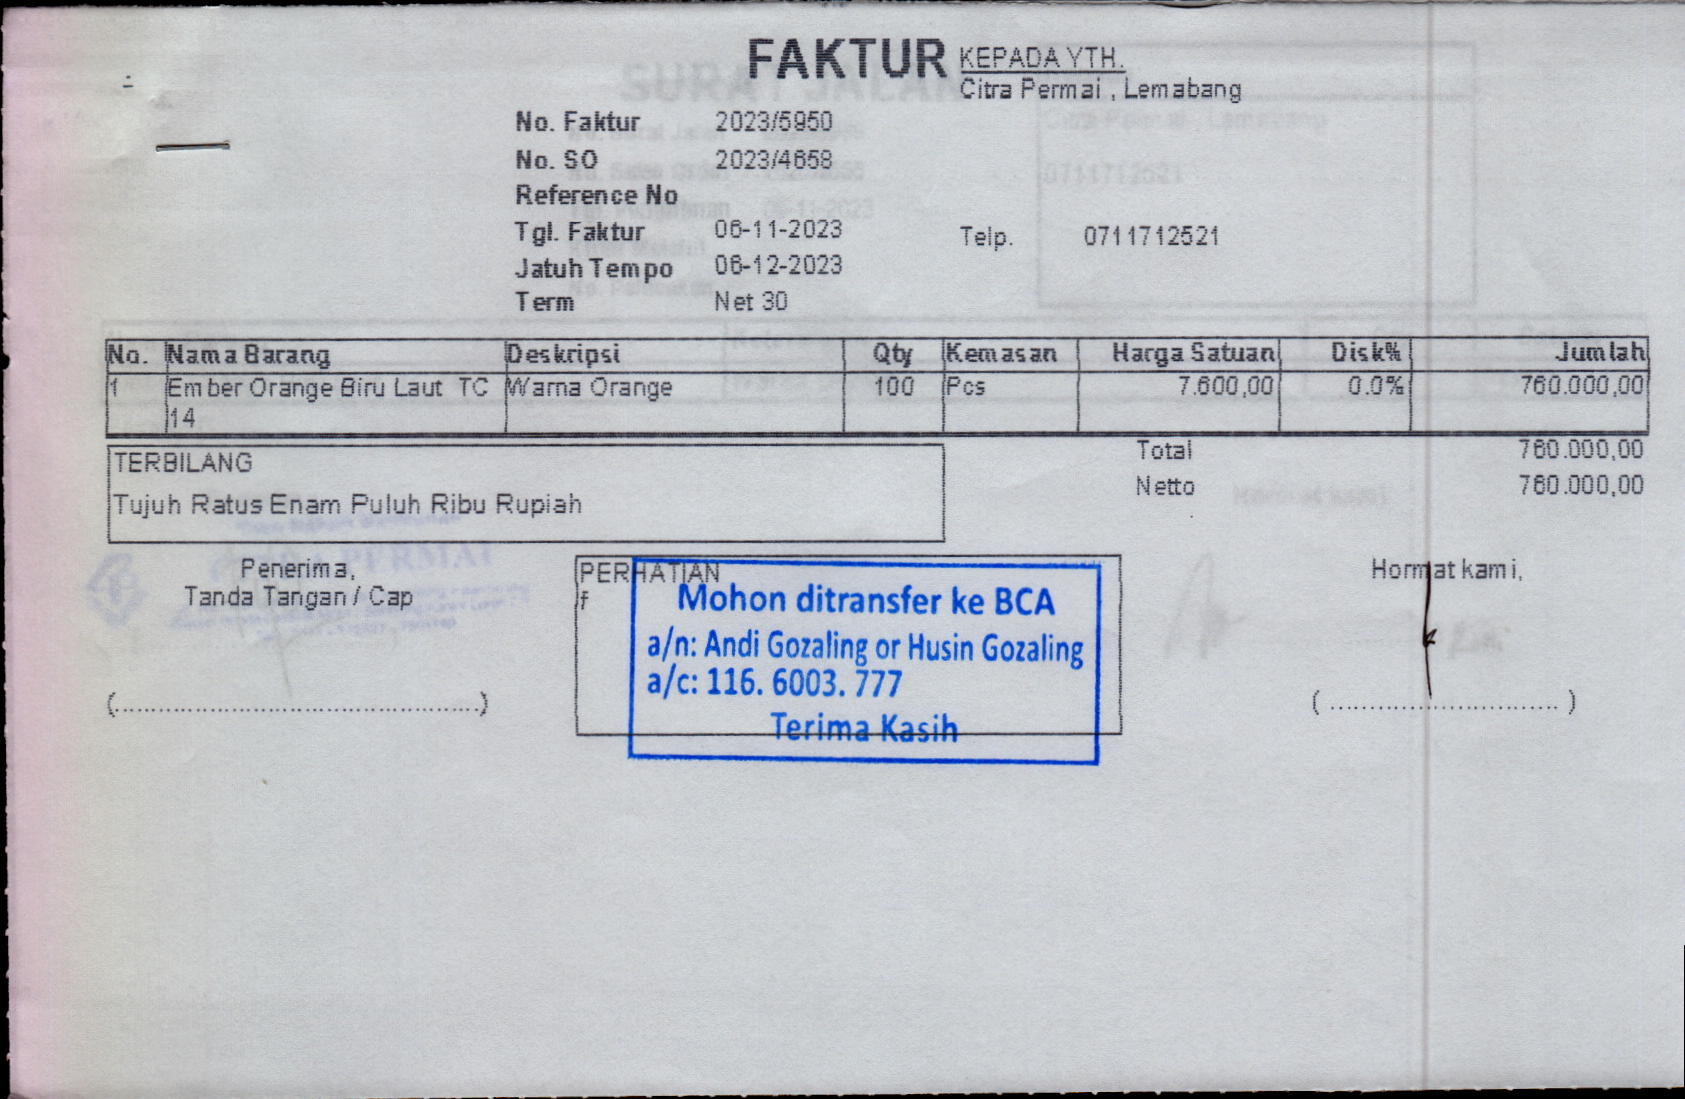 FAKTUR
KEPADA YTH.
Citra Permai , Lemabang
No. Faktur 2023/5950
No. SO 2023/4658
Reference No
Tgl. Faktur 06-11-2023
Telp. 0711712521
Jatuh Tempo 06-12-2023
Term Net 30
No. Nama Barang Deskripsi Qty Kemasan Harga Satuan Disk% Jumlah
1 Ember Orange Biru Laut TC Warna Orange 100 Pcs 7.600,00 0.0% 760.000,00
14
Total 760.000,00
TERBILANG
Netto 760.000,00
Tujuh Ratus Enam Puluh Ribu Rupiah
Penerima,
Tanda Tangan / Cap
(..............................................)
PERHATIAN
f
Mohon ditransfer ke BCA
a/n: Andi Gozaling or Husin Gozaling
a/c: 116. 6003. 777
Terima Kasih
Hormat kami,
( ............................. )
SURAT JALAN
0711712521